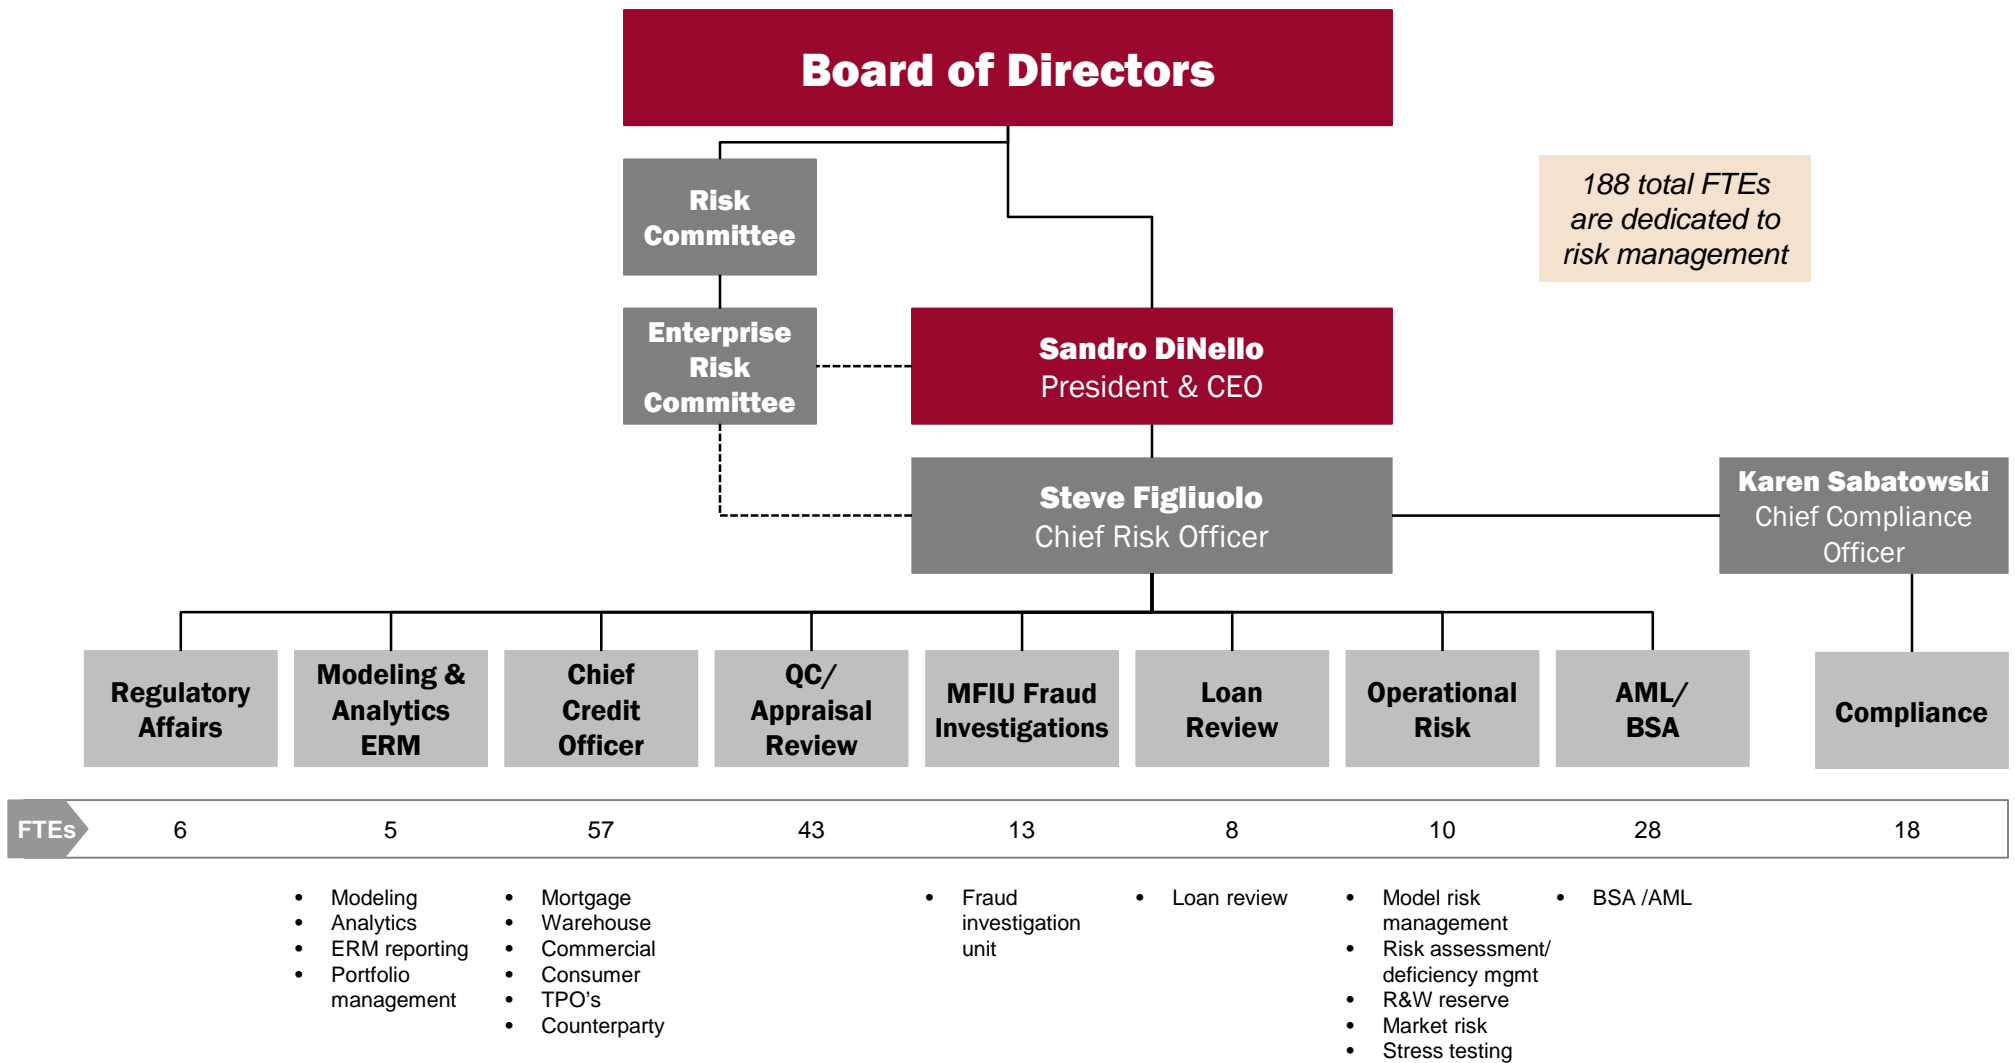 Board of Directors
Risk
Committee
188 total FTEs
are dedicated to
risk management
Enterprise
Risk
Committee
Sandro DiNello
President & CEO
Steve Figliuolo
Chief Risk Officer
Karen Sabatowski
Chief Compliance
Officer
Regulatory
Affairs
Modeling &
Analytics
ERM
Chief
Credit
Officer
QC/
Appraisal
Review
MFIU Fraud
Investigations
Loan
Review
Operational
Risk
AML/
BSA
Compliance
FTEs 6 5 57 43 13 8 10 28 18
• Modeling
• Analytics
• ERM reporting
• Portfolio
management
• Mortgage
• Warehouse
• Commercial
• Consumer
• TPO's
• Counterparty
• Fraud
investigation
unit
• Loan review
• Model risk
management
• Risk assessment/
deficiency mgmt
• R&W reserve
• Market risk
• Stress testing
• BSA /AML